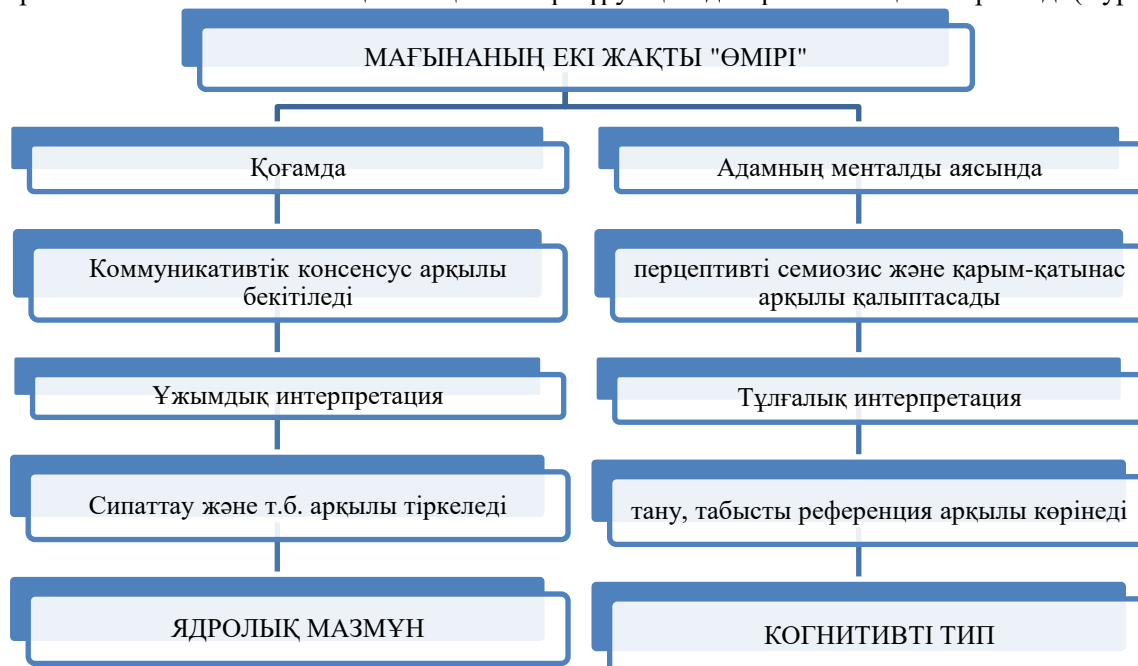 МАҒЫНАНЫҢ ЕКІ ЖАҚТЫ "ӨМІРІ"
Қоғамда
Адамның менталды аясында
Коммуникативтік консенсус арқылы
бекітіледі
перцептивті семиозис және қарым-қатынас
арқылы қалыптасады
Ұжымдық интерпретация
Тұлғалық интерпретация
Сипаттау және т.б. арқылы тіркеледі
тану, табысты референция арқылы көрінеді
ЯДРОЛЫҚ МАЗМҰН
КОГНИТИВТІ ТИП